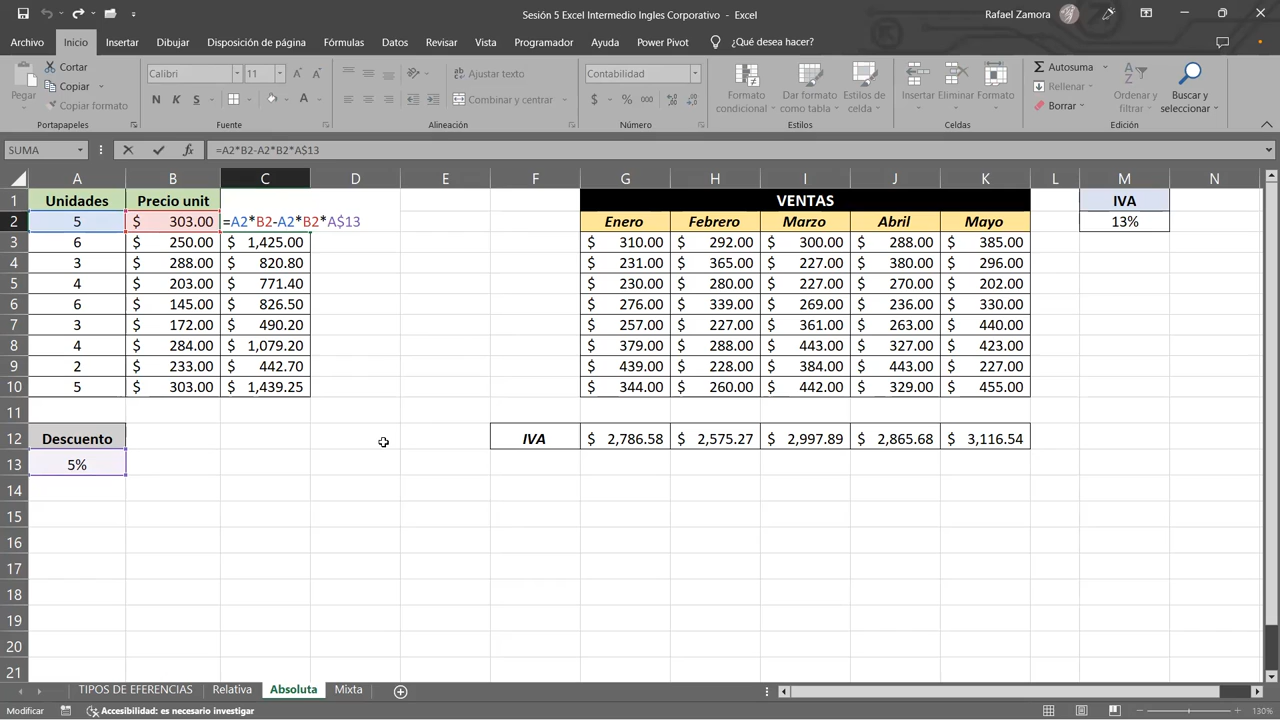 Sesión 5 Excel Intermedio Ingles Corporativo - Excel
Rafael Zamora
Archivo Inicio Insertar Dibujar Disposición de página Fórmulas Datos Revisar Vista Programador Ayuda Power Pivot ¿Qué desea hacer?
Pegar
Cortar
Copiar
Copiar formato
Portapapeles
Calibri 11
N K S
Fuente
Ajustar texto
Combinar y centrar
Alineación
Contabilidad
$ % 000
Número
Formato condicional
Dar formato como tabla
Estilos de celda
Estilos
Insertar Eliminar Formato
Celdas
Autosuma
Rellenar
Borrar
Ordenar y filtrar
Buscar y seleccionar
Edición
SUMA fx =A2*B2-A2*B2*A$13
A B C D E F G H I J K L M N
1 Unidades Precio unit VENTAS IVA
2 5 $ 303.00 =A2*B2-A2*B2*A$13 Enero Febrero Marzo Abril Mayo 13%
3 6 $ 250.00 $ 1,425.00 $ 310.00 $ 292.00 $ 300.00 $ 288.00 $ 385.00
4 3 $ 288.00 $ 820.80 $ 231.00 $ 365.00 $ 227.00 $ 380.00 $ 296.00
5 4 $ 203.00 $ 771.40 $ 230.00 $ 280.00 $ 227.00 $ 270.00 $ 202.00
6 6 $ 145.00 $ 826.50 $ 276.00 $ 339.00 $ 269.00 $ 236.00 $ 330.00
7 3 $ 172.00 $ 490.20 $ 257.00 $ 227.00 $ 361.00 $ 263.00 $ 440.00
8 4 $ 284.00 $ 1,079.20 $ 379.00 $ 288.00 $ 443.00 $ 327.00 $ 423.00
9 2 $ 233.00 $ 442.70 $ 439.00 $ 228.00 $ 384.00 $ 443.00 $ 227.00
10 5 $ 303.00 $ 1,439.25 $ 344.00 $ 260.00 $ 442.00 $ 329.00 $ 455.00
11
12 Descuento IVA $ 2,786.58 $ 2,575.27 $ 2,997.89 $ 2,865.68 $ 3,116.54
13 5%
14
15
16
17
18
19
20
21
TIPOS DE EFERENCIAS Relativa Absoluta Mixta
Modificar Accesibilidad: es necesario investigar 130%